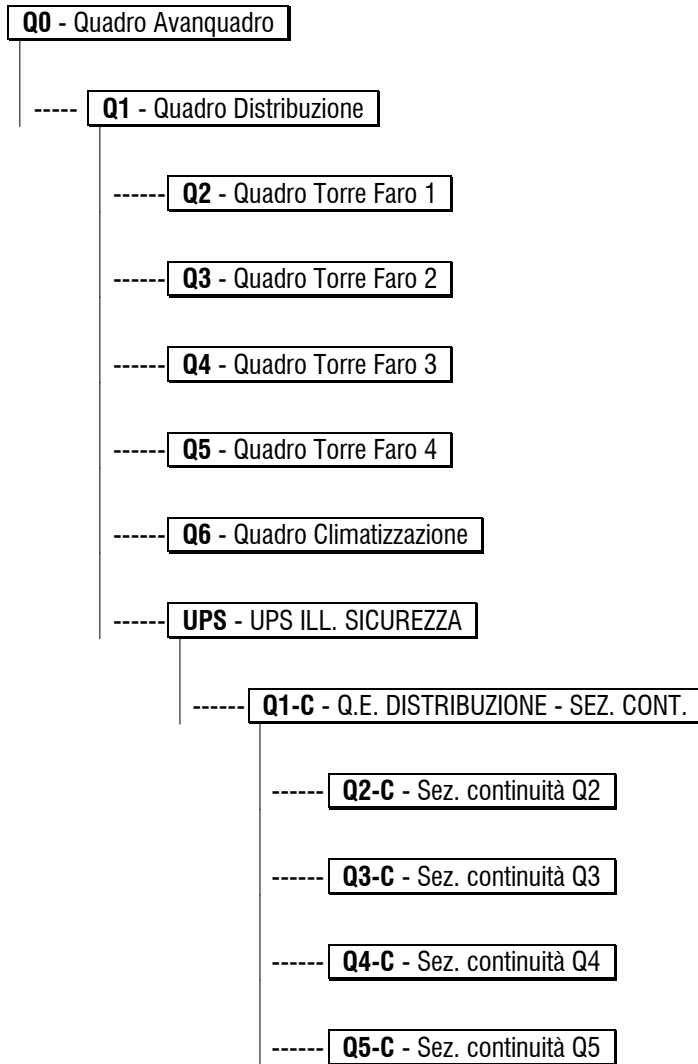 Q0 - Quadro Avanquadro
Q1 - Quadro Distribuzione
Q2 - Quadro Torre Faro 1
Q3 - Quadro Torre Faro 2
Q4 - Quadro Torre Faro 3
Q5 - Quadro Torre Faro 4
Q6 - Quadro Climatizzazione
UPS - UPS ILL. SICUREZZA
Q1-C - Q.E. DISTRIBUZIONE - SEZ. CONT.
Q2-C - Sez. continuità Q2
Q3-C - Sez. continuità Q3
Q4-C - Sez. continuità Q4
Q5-C - Sez. continuità Q5